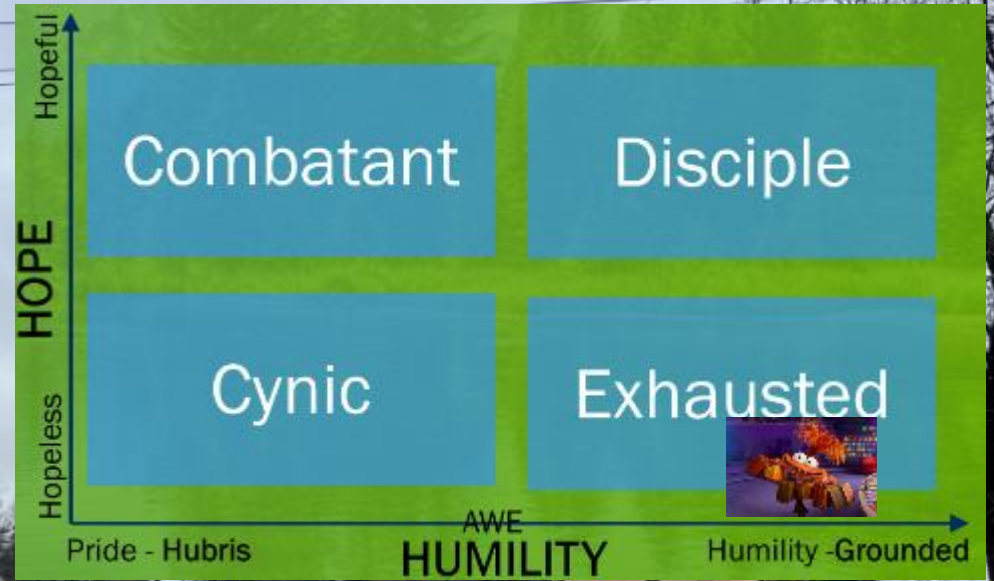 Hopeful
Combatant
Disciple
HOPE
Cynic
Exhausted
Hopeless
AWE
Pride - Hubris
HUMILITY
Humility -Grounded